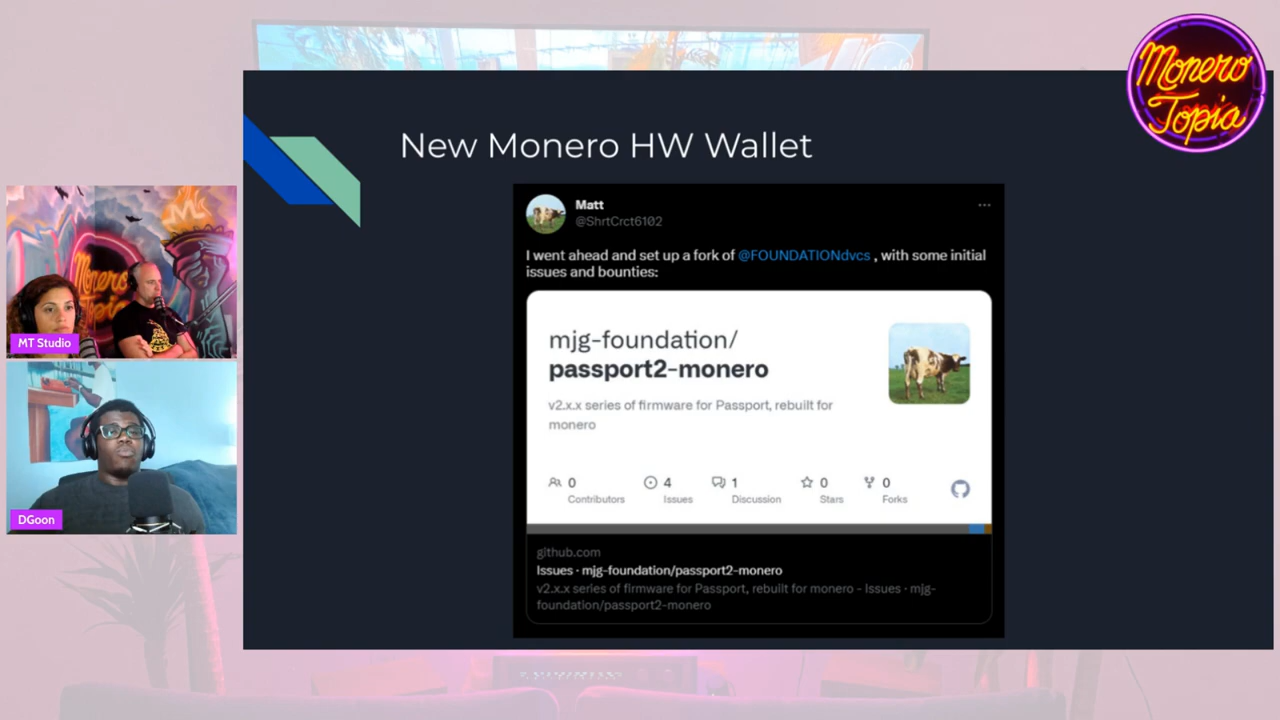 Monero
Topia
New Monero HW Wallet
Matt
@ShrtCrct6102
I went ahead and set up a fork of @FOUNDATIONdvcs , with some initial
issues and bounties:
mjg-foundation/
passport2-monero
v2.x.x series of firmware for Passport, rebuilt for
monero
0
Contributors
4
Issues
1
Discussion
0
Stars
0
Forks
github.com
Issues · mjg-foundation/passport2-monero
v2.x.x series of firmware for Passport, rebuilt for monero - Issues · mjg-
foundation/passport2-monero
Monero
Topia
MT Studio
DGoon